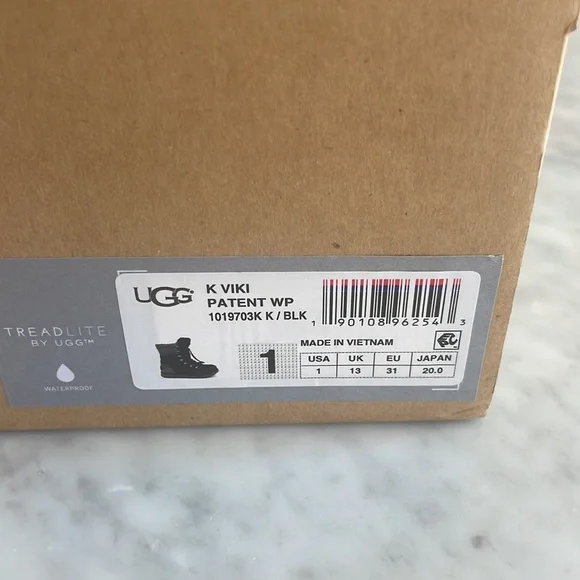 TREADLITE
BY UGG™
WATERPROOF
UGG
K VIKI
PATENT WP
1019703K K / BLK
1 90108 96254 3
MADE IN VIETNAM
1
USA UK EU JAPAN
1 13 31 20.0